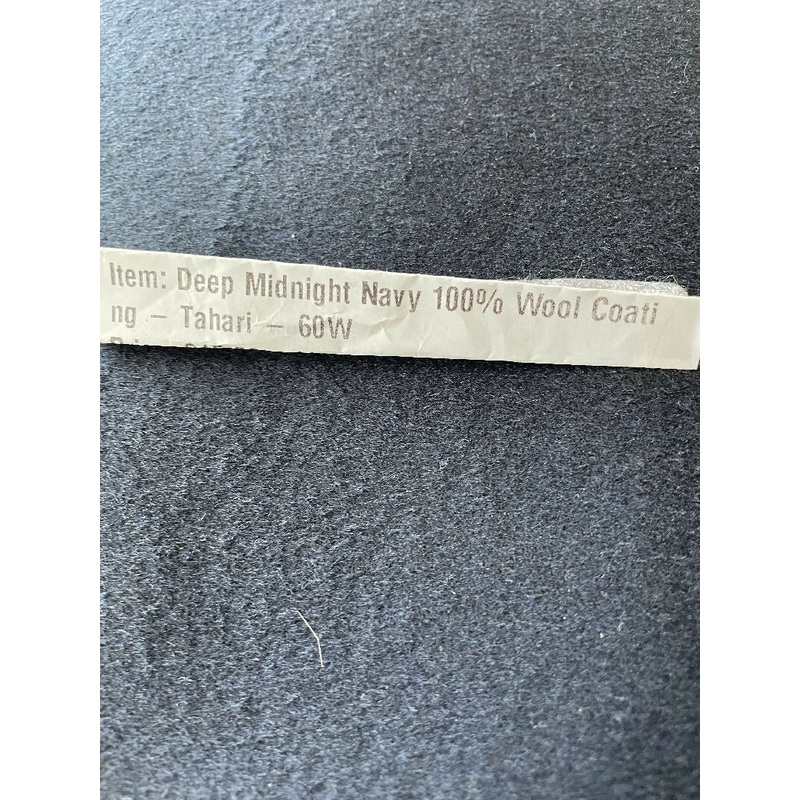 Item: Deep Midnight Navy 100% Wool Coati
ng – Tahari – 60W